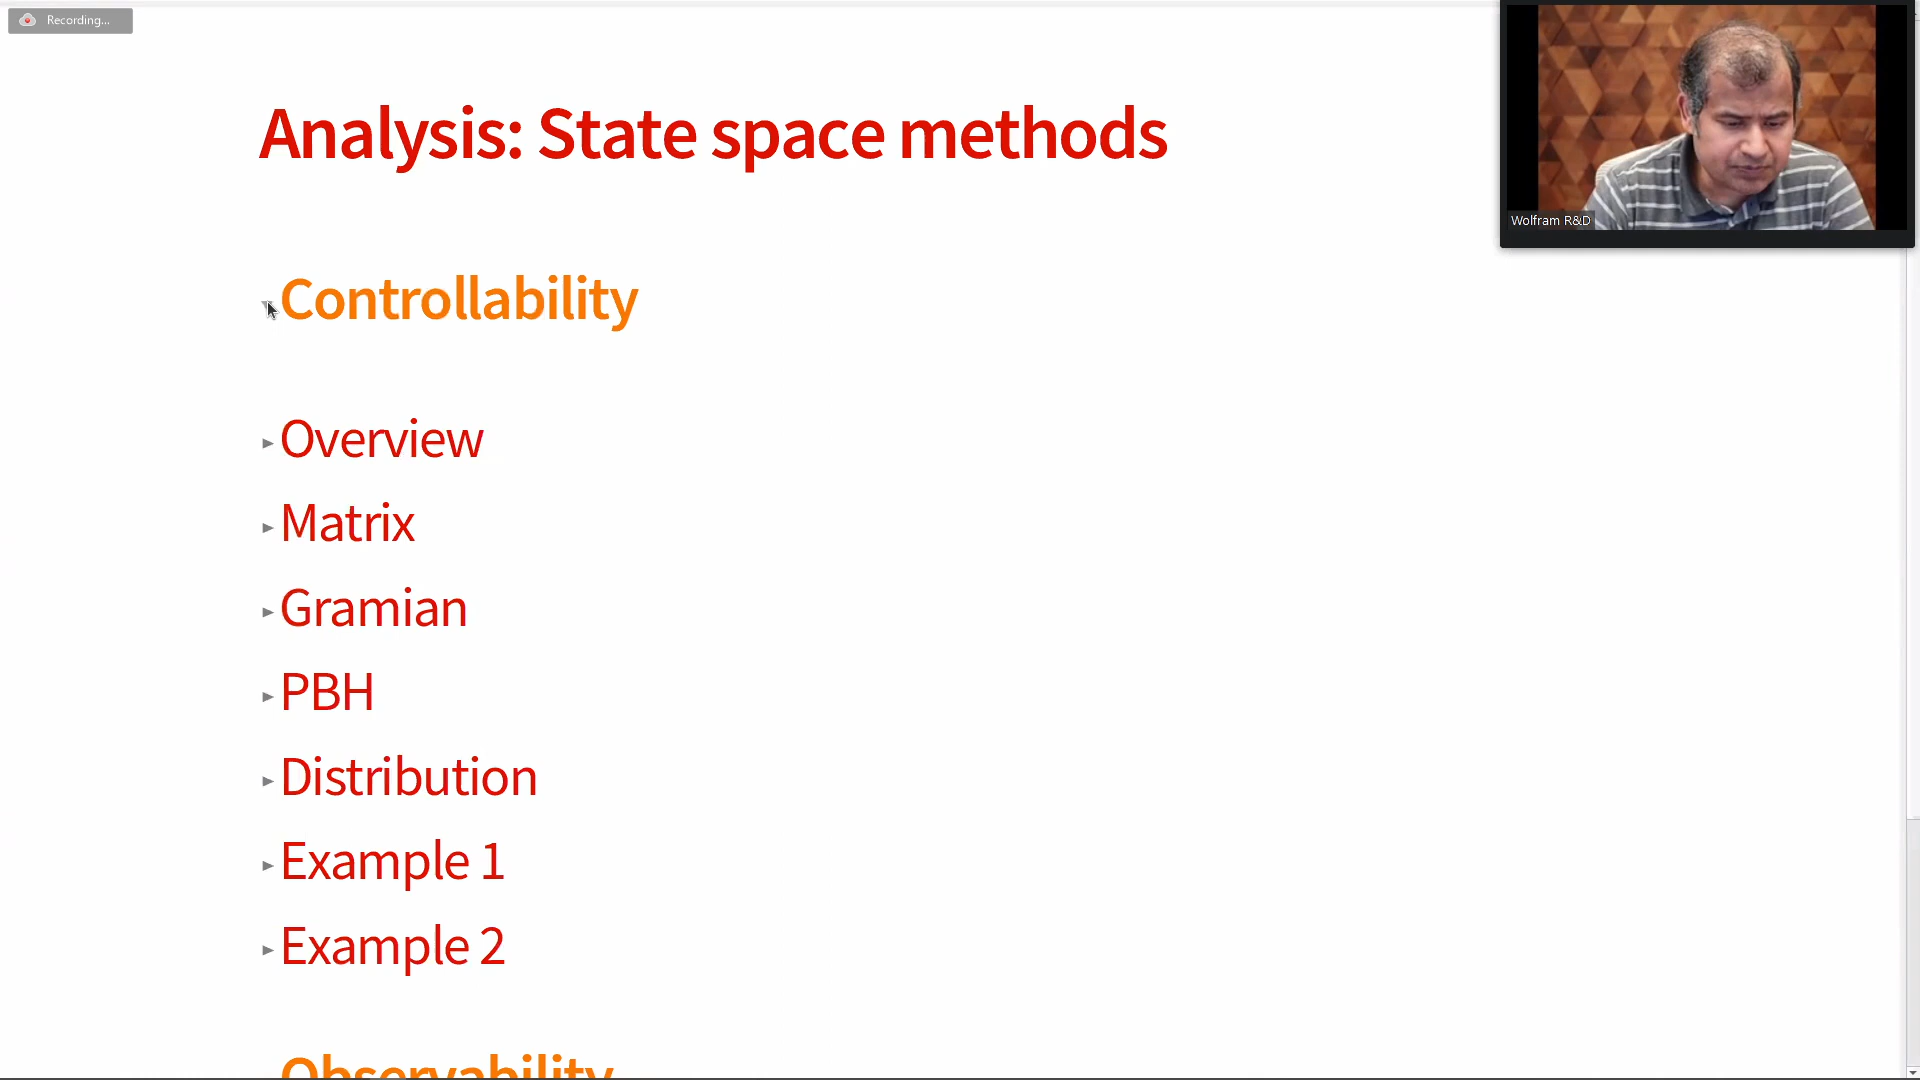 Recording...
Analysis: State space methods
Wolfram R&D
Controllability
Overview
Matrix
Gramian
PBH
Distribution
Example 1
Example 2
Observability